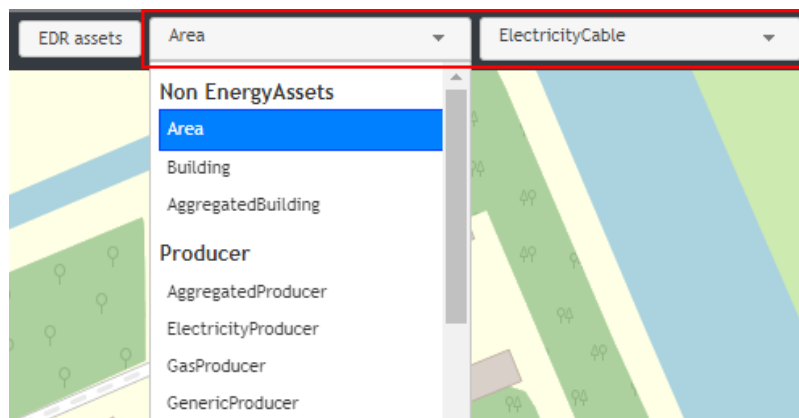 EDR assets
Area
ElectricityCable
Non EnergyAssets
Area
Building
AggregatedBuilding
Producer
AggregatedProducer
ElectricityProducer
GasProducer
GenericProducer